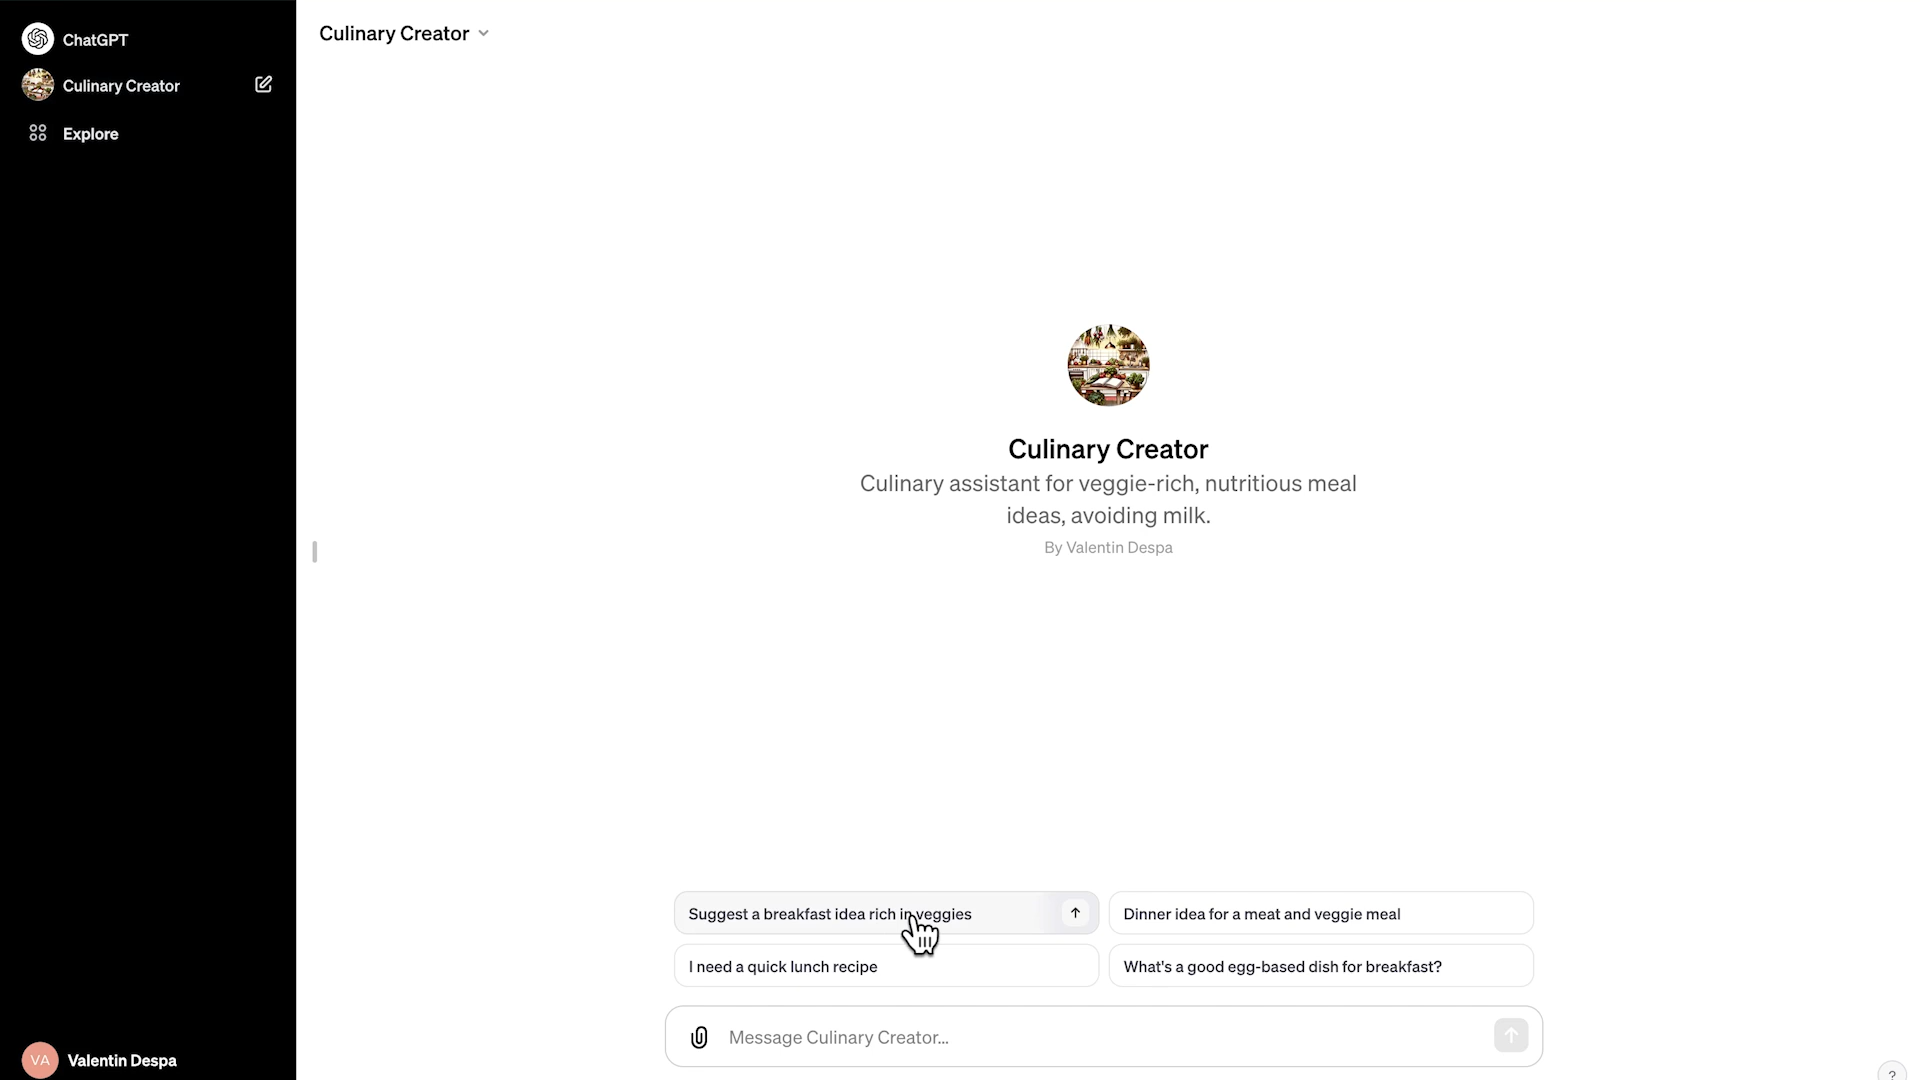 ChatGPT
Culinary Creator
Explore
Culinary Creator
Culinary Creator
Culinary assistant for veggie-rich, nutritious meal
ideas, avoiding milk.
By Valentin Despa
Suggest a breakfast idea rich in veggies
Dinner idea for a meat and veggie meal
I need a quick lunch recipe
What's a good egg-based dish for breakfast?
Message Culinary Creator...
VA
Valentin Despa
?